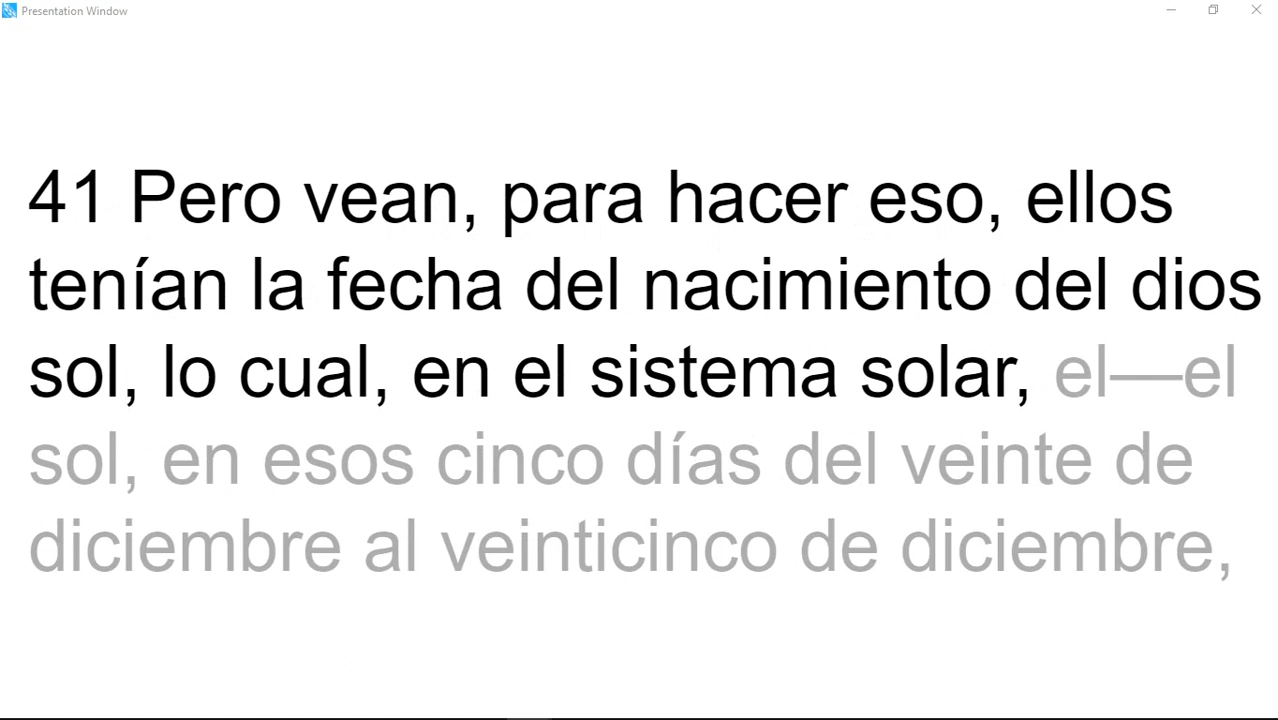 Presentation Window
41 Pero vean, para hacer eso, ellos
tenían la fecha del nacimiento del dios
sol, lo cual, en el sistema solar, el—el
sol, en esos cinco días del veinte de
diciembre al veinticinco de diciembre,